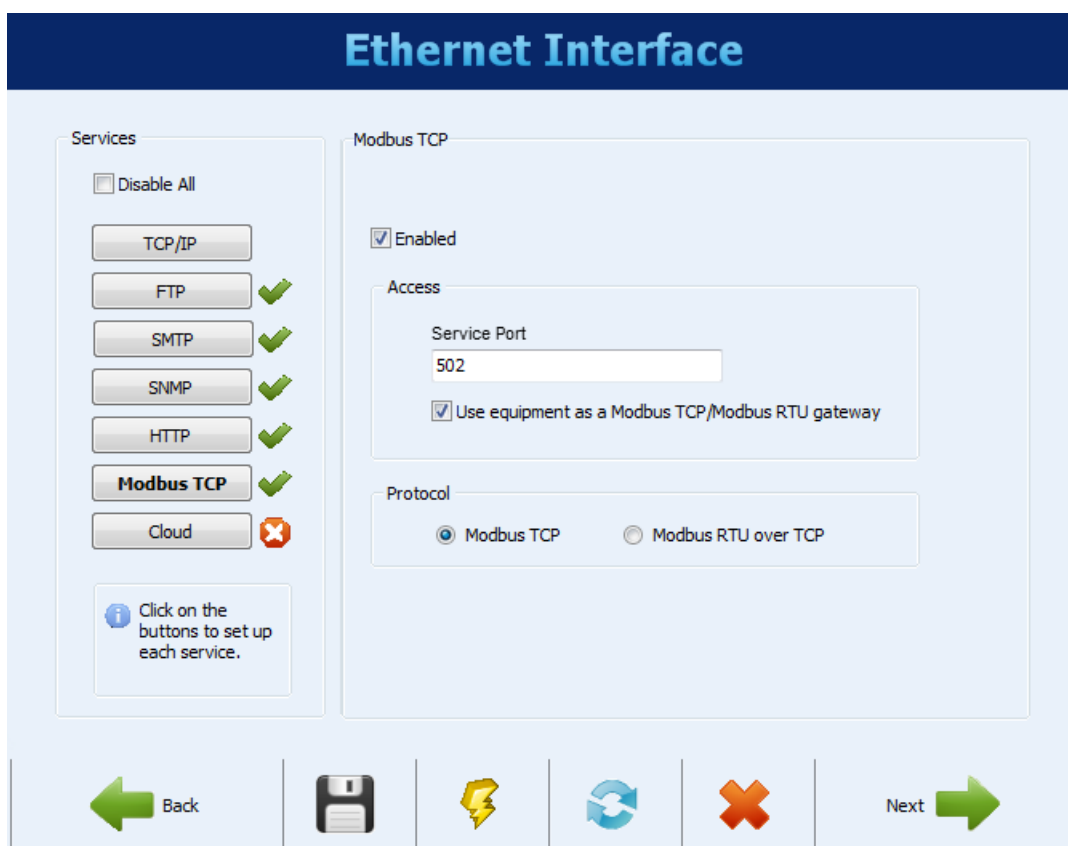 Ethernet Interface
Services
Disable All
TCP/IP
FTP
SMTP
SNMP
HTTP
Modbus TCP
Cloud
Click on the
buttons to set up
each service.
Modbus TCP
Enabled
Access
Service Port
502
Use equipment as a Modbus TCP/Modbus RTU gateway
Protocol
Modbus TCP
Modbus RTU over TCP
Back
Next